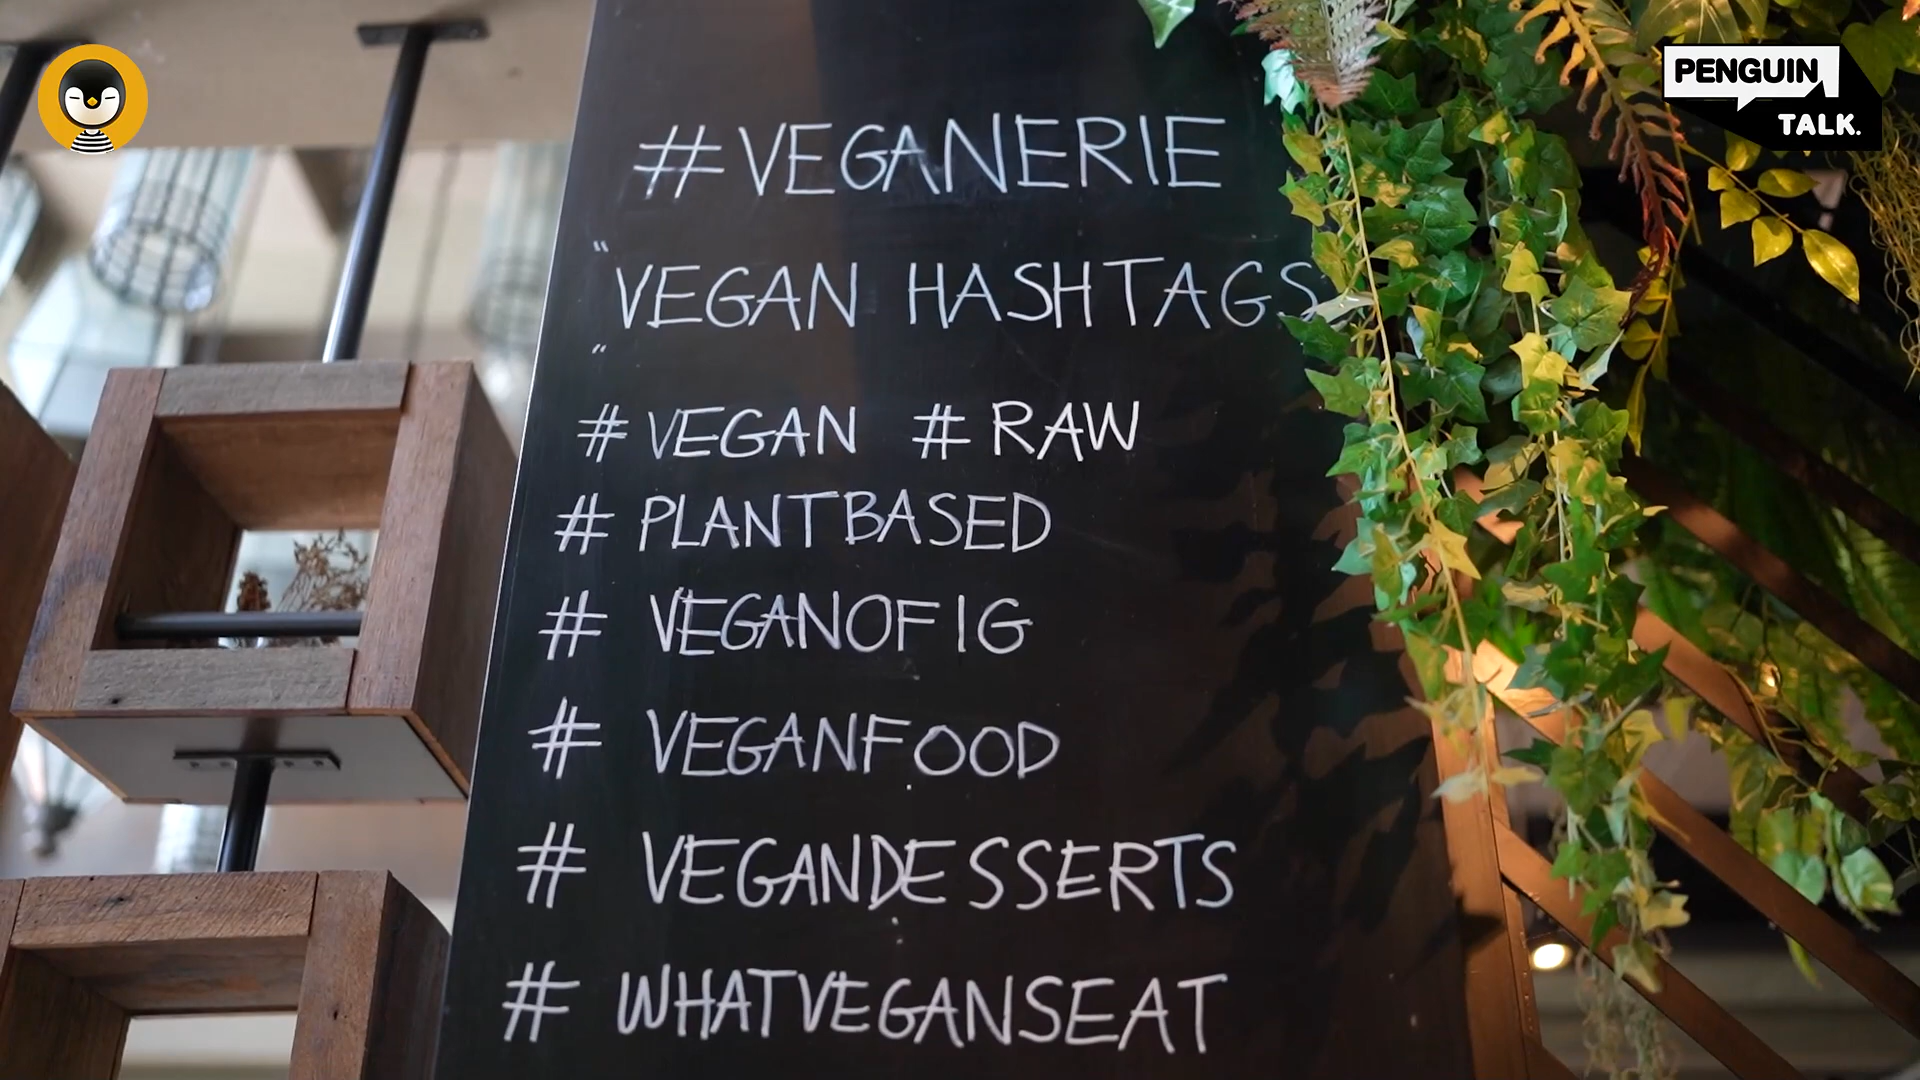 PENGUIN
TALK.
#VEGANERIE
"VEGAN HASHTAGS
"
#VEGAN #RAW
# PLANTBASED
# VEGANOFIG
# VEGANFOOD
# VEGANDESSERTS
# WHATVEGANSEAT